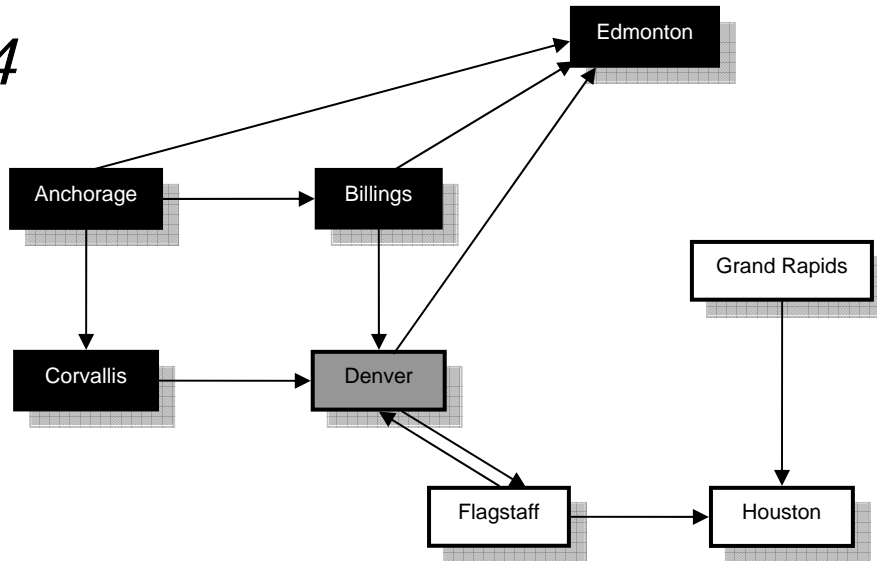 4
Edmonton
Anchorage
Billings
Grand Rapids
Corvallis
Denver
Flagstaff
Houston